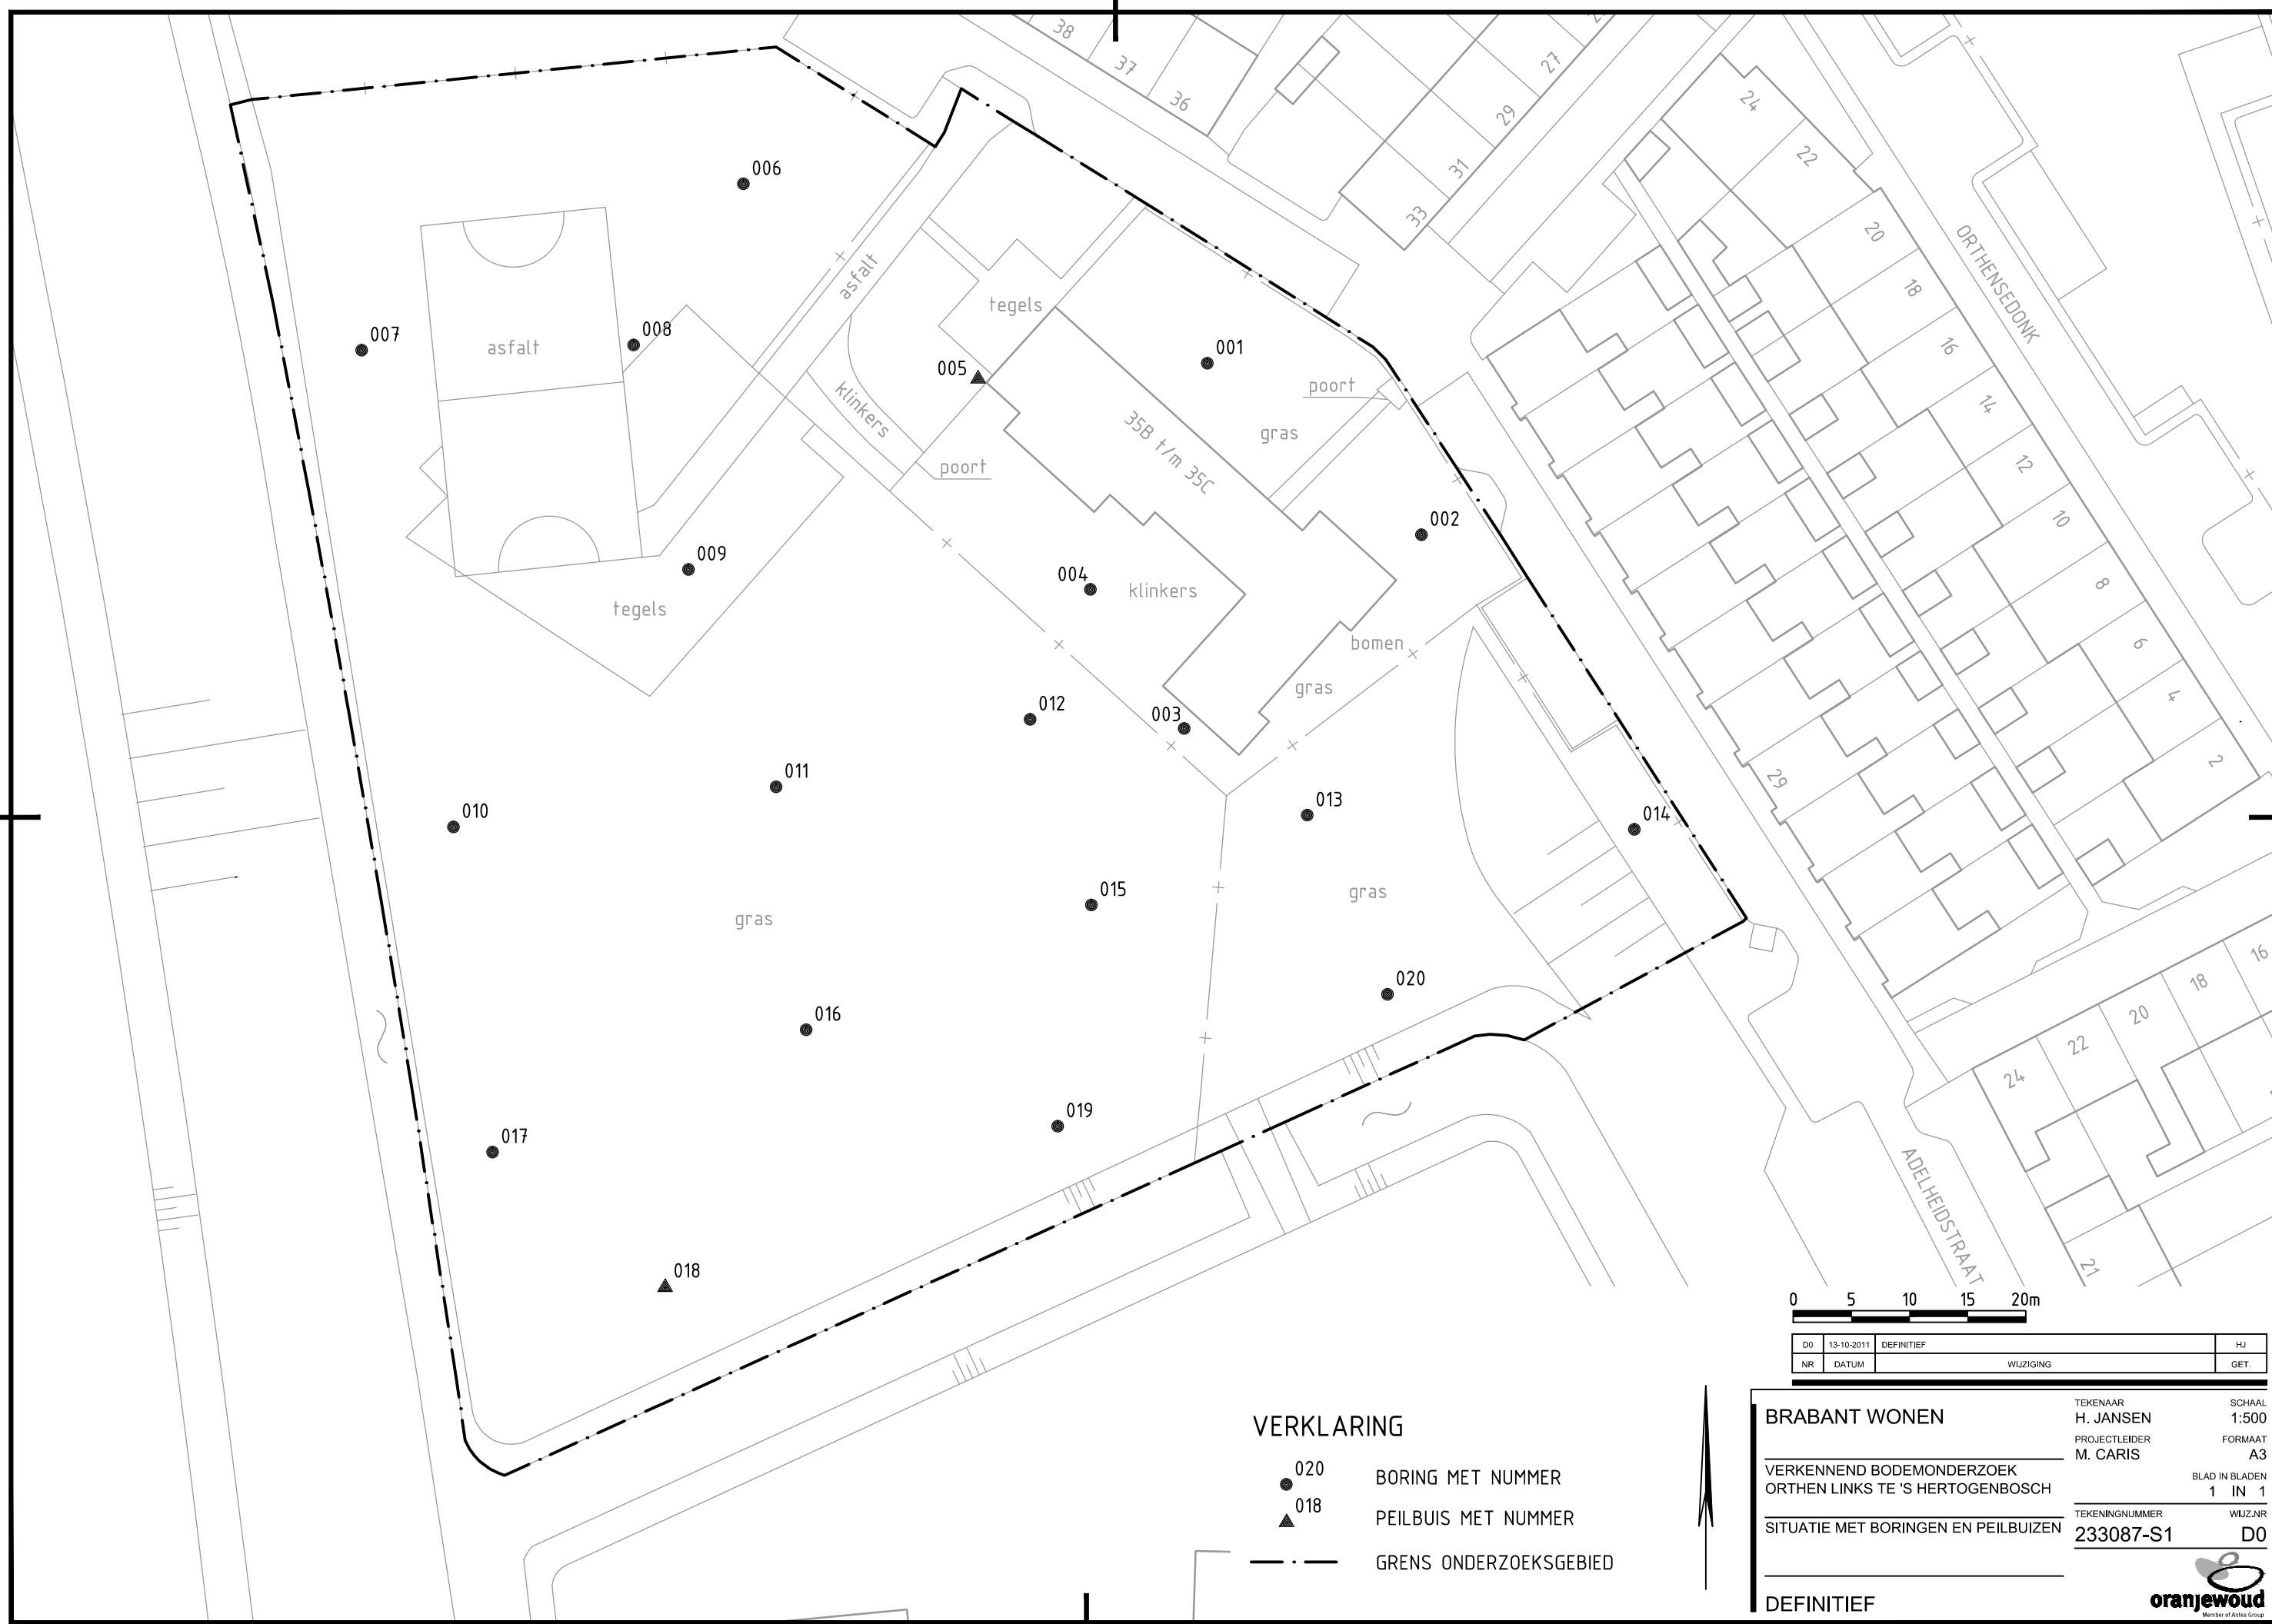 38
37
36
27
29
31
33
24
22
20
18
16
14
12
10
8
6
4
2
29
ORTHENSEDONK
006
asfalt
tegels
007
asfalt
008
005
001
poort
klinkers
35B t/m 35C
gras
poort
002
009
tegels
004
klinkers
bomen
gras
012
003
011
010
013
014
015
gras
gras
020
016
019
017
018
16
18
20
22
24
21
ADELHEIDSTRAAT
0 5 10 15 20m
D0 13-10-2011 DEFINITIEF HJ
NR DATUM WIJZIGING GET.
VERKLARING
020 BORING MET NUMMER
018 PEILBUIS MET NUMMER
GRENS ONDERZOEKSGEBIED
BRABANT WONEN
TEKENAAR SCHAAL
H. JANSEN 1:500
PROJECTLEIDER FORMAAT
M. CARIS A3
VERKENNEND BODEMONDERZOEK
ORTHEN LINKS TE 'S HERTOGENBOSCH
BLAD IN BLADEN
1 IN 1
SITUATIE MET BORINGEN EN PEILBUIZEN
TEKENINGNUMMER WIJZ.NR
233087-S1 D0
DEFINITIEF
oranjewoud
Member of Antea Group